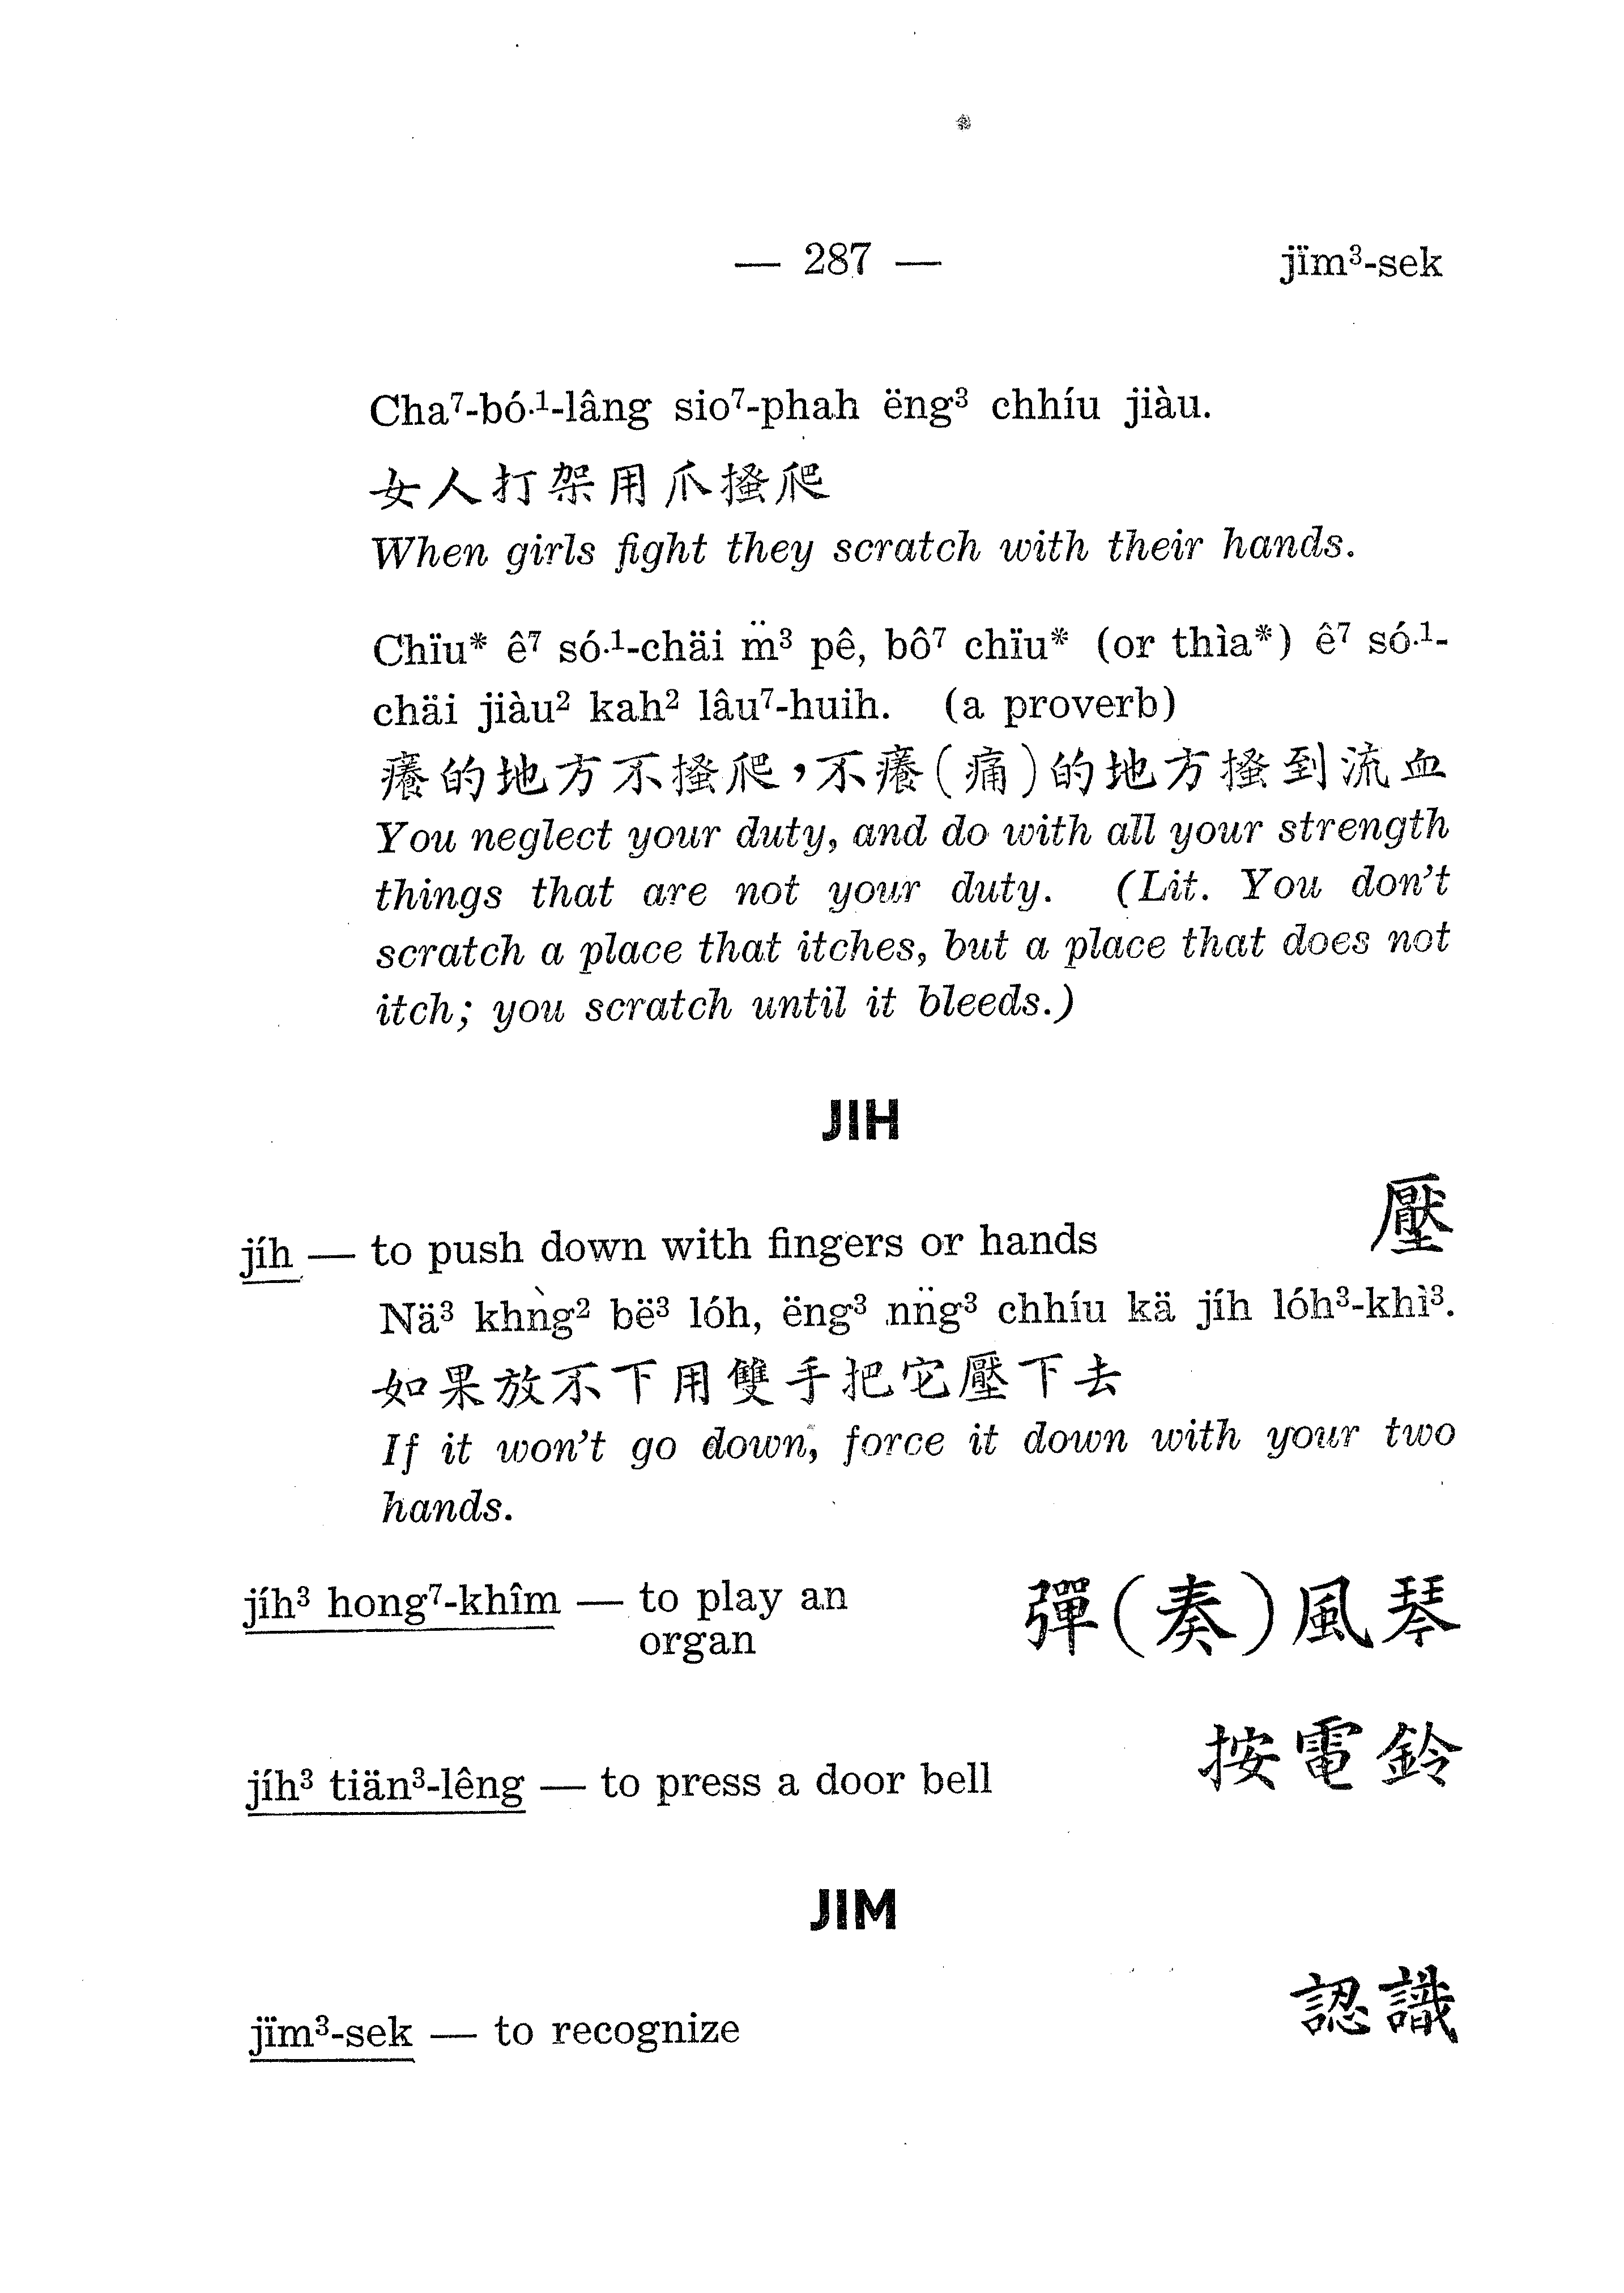 — 287 —
jïm³-sek
Cha⁷-bó·¹-lâng sio⁷-phah ëng³ chhíu jiàu.
女人打架用爪搔爬
When girls fight they scratch with their hands.
Chïu* ê⁷ só·¹-chäi m̈³ pê, bô⁷ chïu* (or thìa*) ê⁷ só·¹-
chäi jiàu² kah² lâu⁷-huih. (a proverb)
癢的地方不搔爬，不癢(痛)的地方搔到流血
You neglect your duty, and do with all your strength
things that are not your duty. (Lit. You don't
scratch a place that itches, but a place that does not
itch; you scratch until it bleeds.)
JIH
壓
jíh — to push down with fingers or hands
Nä³ khǹg² bë³ lóh, ëng³ nn̈g³ chhíu kä jíh lóh³-khì³.
如果放不下用雙手把它壓下去
If it won't go down, force it down with your two
hands.
jíh³ hong⁷-khîm — to play an
organ
彈(奏)風琴
按電鈴
jíh³ tiän³-lêng — to press a door bell
JIM
認識
jïm³-sek — to recognize